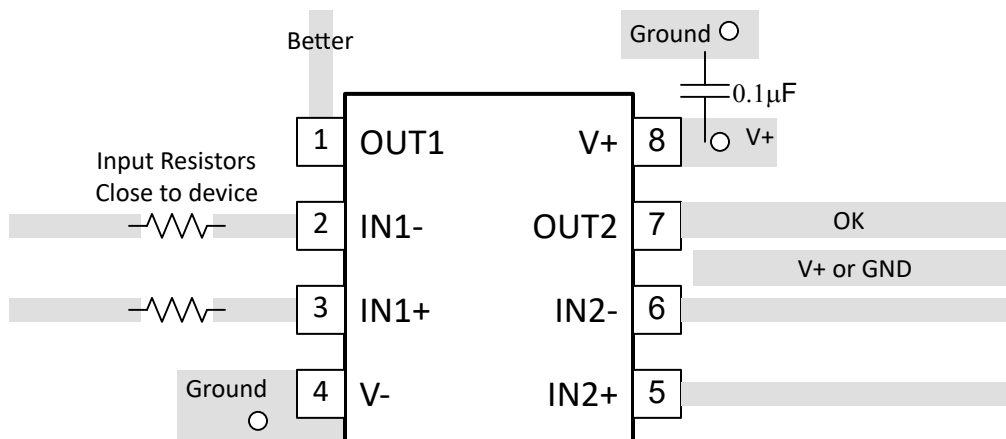 Better
Ground
0.1μF
1 OUT1 V+ 8 V+
Input Resistors
Close to device
2 IN1- OUT2 7 OK
V+ or GND
3 IN1+ IN2- 6
Ground
4 V- IN2+ 5